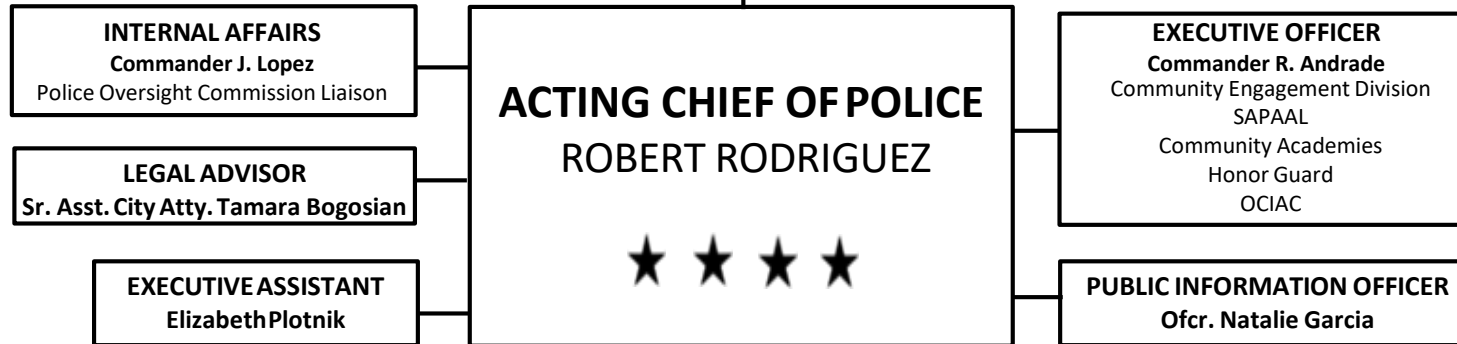 INTERNAL AFFAIRS
Commander J. Lopez
Police Oversight Commission Liaison
LEGAL ADVISOR
Sr. Asst. City Atty. Tamara Bogosian
EXECUTIVE ASSISTANT
Elizabeth Plotnik
ACTING CHIEF OF POLICE
ROBERT RODRIGUEZ
EXECUTIVE OFFICER
Commander R. Andrade
Community Engagement Division
SAPAAL
Community Academies
Honor Guard
OCIAC
PUBLIC INFORMATION OFFICER
Ofcr. Natalie Garcia